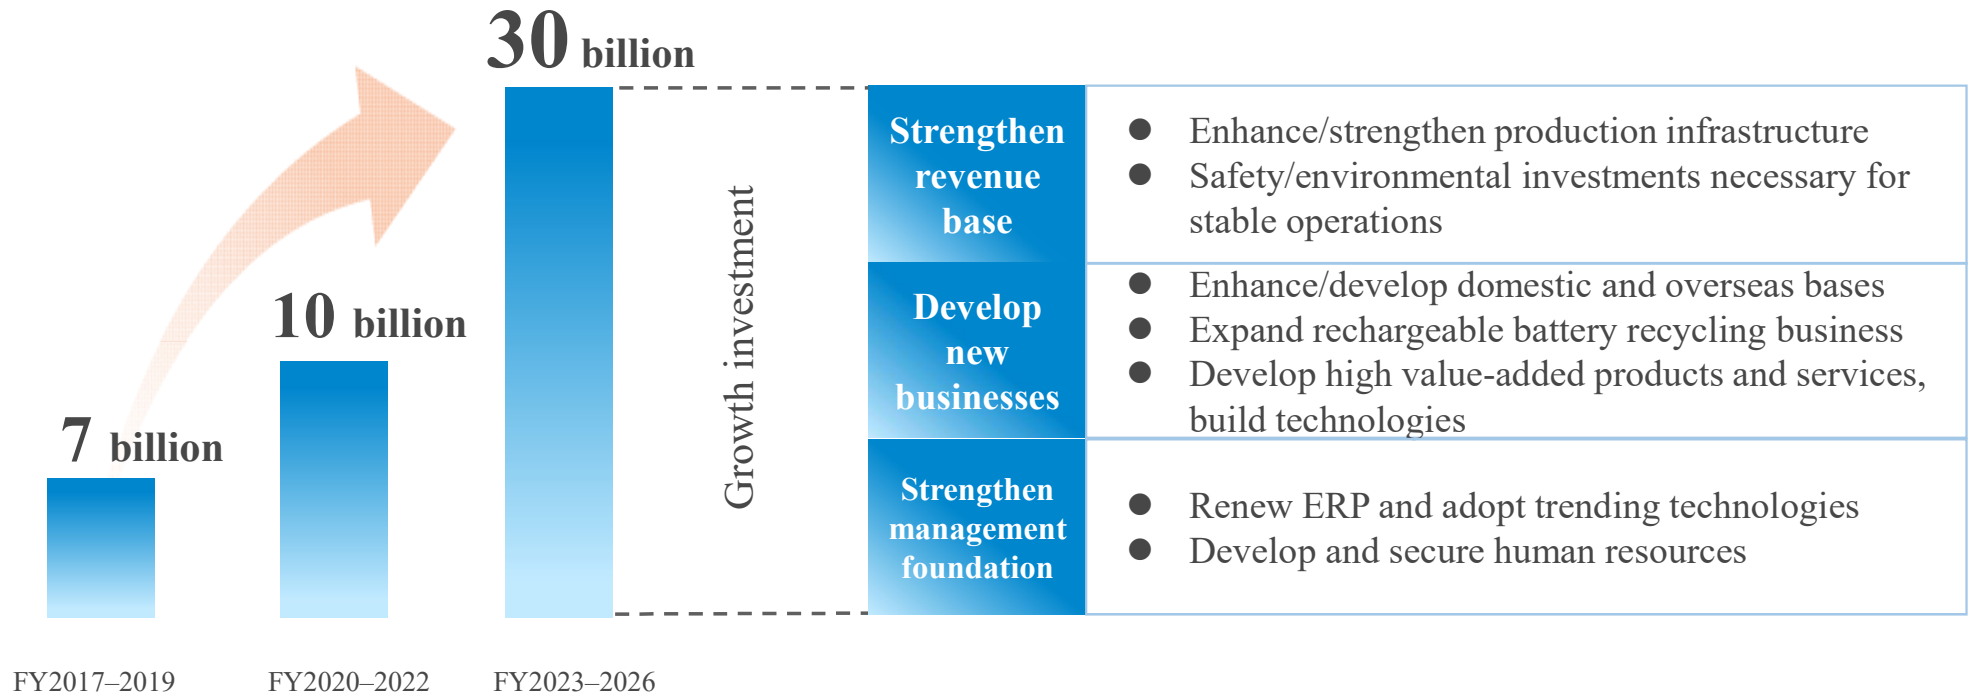 30 billion
10 billion
7 billion
FY2017–2019
FY2020–2022
FY2023–2026
Growth investment
Strengthen
revenue
base
● Enhance/strengthen production infrastructure
● Safety/environmental investments necessary for
stable operations
Develop
new
businesses
● Enhance/develop domestic and overseas bases
● Expand rechargeable battery recycling business
● Develop high value-added products and services,
build technologies
Strengthen
management
foundation
● Renew ERP and adopt trending technologies
● Develop and secure human resources